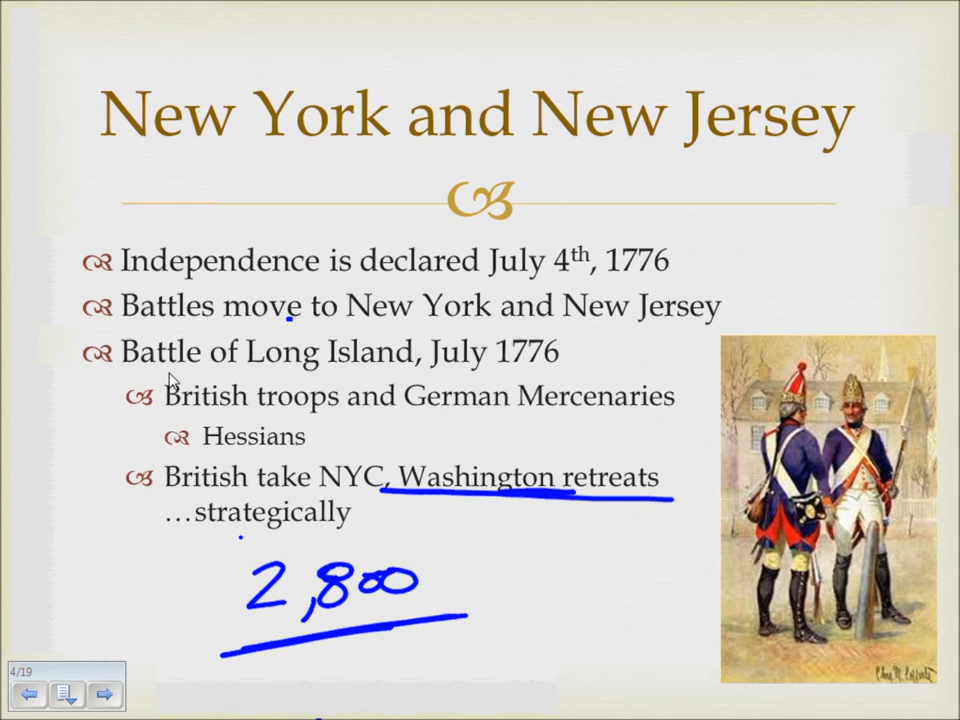 New York and New Jersey
Independence is declared July 4th, 1776
Battles move to New York and New Jersey
Battle of Long Island, July 1776
British troops and German Mercenaries
Hessians
British take NYC, Washington retreats
…strategically
2,800
4/19